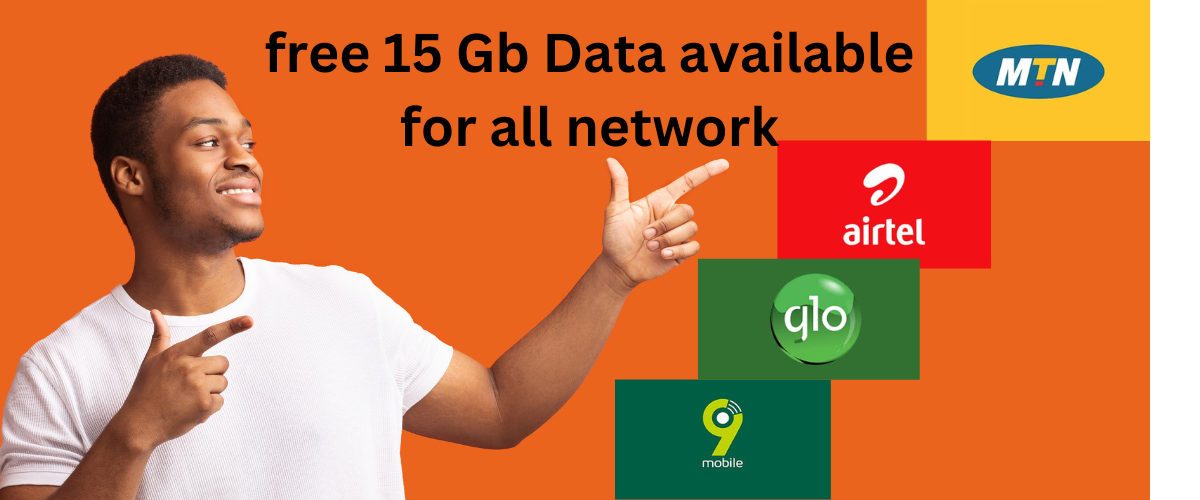 free 15 Gb Data available
for all network
MTN
airtel
glo
9
mobile